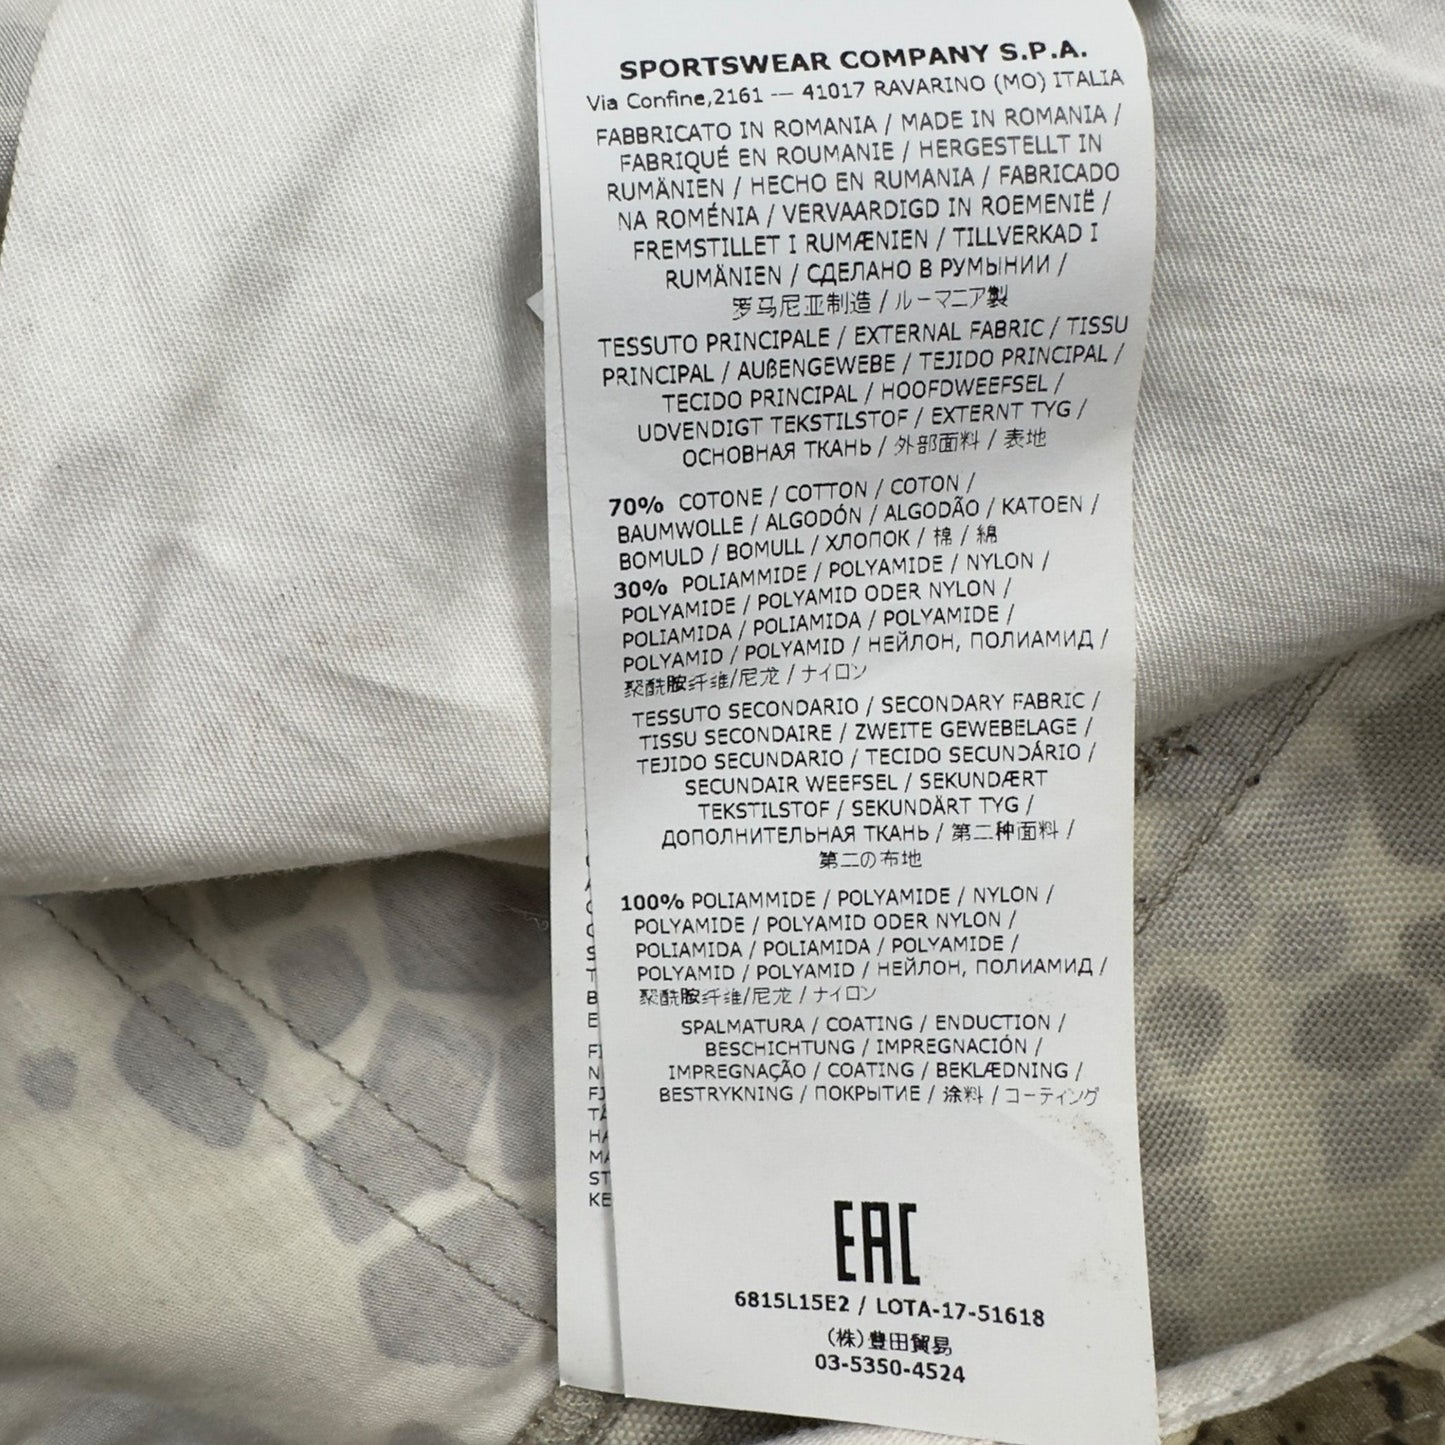 SPORTSWEAR COMPANY S.P.A.
Via Confine,2161 -- 41017 RAVARINO (MO) ITALIA
FABBRICATO IN ROMANIA / MADE IN ROMANIA /
FABRIQUÉ EN ROUMANIE / HERGESTELLT IN
RUMÄNIEN / HECHO EN RUMANIA / FABRICADO
NA ROMÉNIA / VERVAARDIGD IN ROEMENIË /
FREMSTILLET I RUMÆNIEN / TILLVERKAD I
RUMÄNIEN / СДЕЛАНО В РУМЫНИИ /
罗马尼亚制造 / ルーマニア製
TESSUTO PRINCIPALE / EXTERNAL FABRIC / TISSU
PRINCIPAL / AUßENGEWEBE / TEJIDO PRINCIPAL /
TECIDO PRINCIPAL / HOOFDWEEFSEL /
UDVENDIGT TEKSTILSTOF / EXTERNT TYG /
ОСНОВНАЯ ТКАНЬ / 外部面料 / 表地
70% COTONE / COTTON / COTON /
BAUMWOLLE / ALGODÓN / ALGODÃO / KATOEN /
BOMULD / BOMULL / ХЛОПОК / 棉 / 綿
30% POLIAMMIDE / POLYAMIDE / NYLON /
POLYAMIDE / POLYAMID ODER NYLON /
POLIAMIDA / POLIAMIDA / POLYAMIDE /
POLYAMID / POLYAMID / НЕЙЛОН, ПОЛИАМИД /
聚酰胺纤维/尼龙 / ナイロン
TESSUTO SECONDARIO / SECONDARY FABRIC /
TISSU SECONDAIRE / ZWEITE GEWEBELAGE /
TEJIDO SECUNDARIO / TECIDO SECUNDÁRIO /
SECUNDAIR WEEFSEL / SEKUNDÆRT
TEKSTILSTOF / SEKUNDÄRT TYG /
ДОПОЛНИТЕЛЬНАЯ ТКАНЬ / 第二种面料 /
第二の布地
100% POLIAMMIDE / POLYAMIDE / NYLON /
POLYAMIDE / POLYAMID ODER NYLON /
POLIAMIDA / POLIAMIDA / POLYAMIDE /
POLYAMID / POLYAMID / НЕЙЛОН, ПОЛИАМИД /
聚酰胺纤维/尼龙 / ナイロン
SPALMATURA / COATING / ENDUCTION /
BESCHICHTUNG / IMPREGNACIÓN /
IMPREGNAÇÃO / COATING / BEKLÆDNING /
BESTRYKNING / ПОКРЫТИЕ / 涂料 / コーティング
EAC
6815L15E2 / LOTA-17-51618
(株)豊田貿易
03-5350-4524